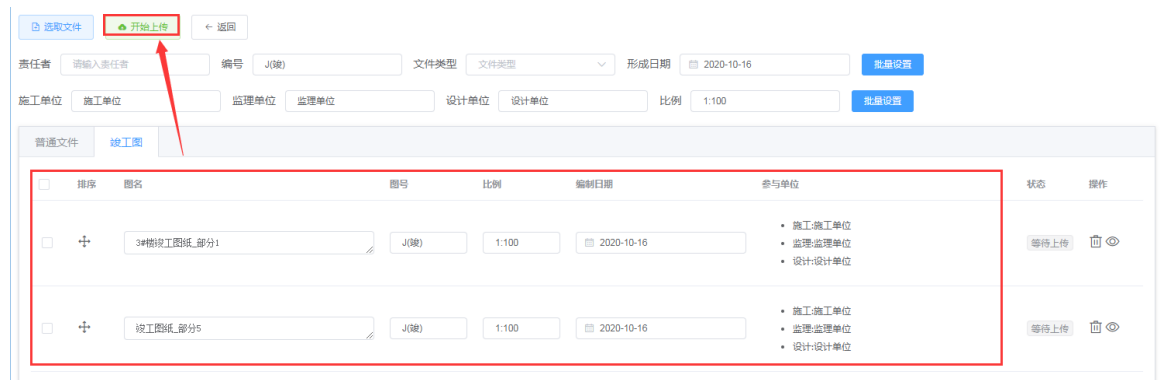 选取文件 开始上传 ← 返回
责任者 请输入责任者 编号 J(竣) 文件类型 文件类型 形成日期 2020-10-16 批量设置
施工单位 施工单位 监理单位 监理单位 设计单位 设计单位 比例 1:100 批量设置
普通文件 竣工图
排序 图名 图号 比例 编制日期 参与单位 状态 操作
3#楼竣工图纸_部分1 J(竣) 1:100 2020-10-16
• 施工:施工单位
• 监理:监理单位
• 设计:设计单位
等待上传
竣工图纸_部分5 J(竣) 1:100 2020-10-16
• 施工:施工单位
• 监理:监理单位
• 设计:设计单位
等待上传